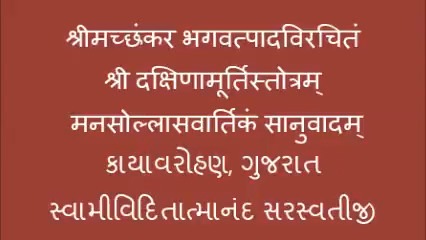 श्रीमच्छंकर भगवत्पादविरचितं
श्री दक्षिणामूर्तिस्तोत्रम्
मनसोल्लासवार्तिकं सानुवादम्
કાયાવરોહણ, ગુજરાત
સ્વામીવિદિતાત્માનંદ સરસ્વતીજી